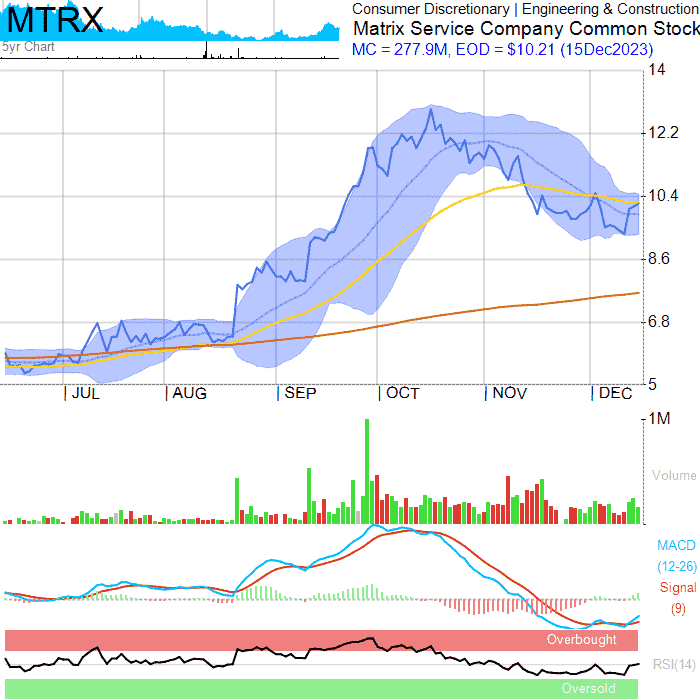 MTRX
5yr Chart
Consumer Discretionary | Engineering & Construction
Matrix Service Company Common Stock
MC = 277.9M, EOD = $10.21 (15Dec2023)
14
12.2
10.4
8.6
6.8
5
| JUL | AUG | SEP | OCT | NOV | DEC
1M
Volume
MACD
(12-26)
Signal
(9)
Overbought
RSI(14)
Oversold